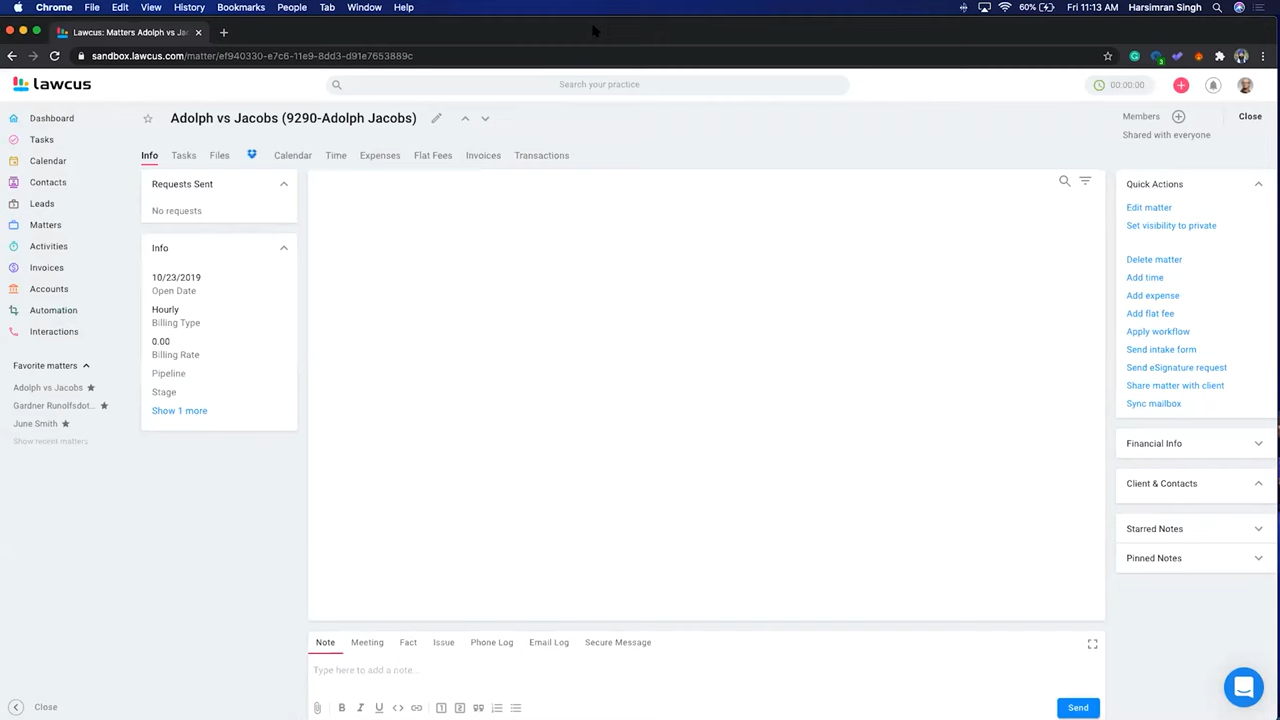 Chrome File Edit View History Bookmarks People Tab Window Help 60% Fri 11:13 AM Harsimran Singh
Lawcus: Matters Adolph vs Jac
sandbox.lawcus.com/matter/ef940330-e7c6-11e9-8dd3-d91e7653889c 3
lawcus Search your practice 00:00:00
Dashboard
Tasks
Calendar
Contacts
Leads
Matters
Activities
Invoices
Accounts
Automation
Interactions
Favorite matters
Adolph vs Jacobs
Gardner Runolfsdot...
June Smith
Show recent matters
Close
Adolph vs Jacobs (9290-Adolph Jacobs)
Members Close
Shared with everyone
Info Tasks Files Calendar Time Expenses Flat Fees Invoices Transactions
Requests Sent
No requests
Info
10/23/2019
Open Date
Hourly
Billing Type
0.00
Billing Rate
Pipeline
Stage
Show 1 more
Note Meeting Fact Issue Phone Log Email Log Secure Message
Type here to add a note...
B I U 1 2
Send
Quick Actions
Edit matter
Set visibility to private
Delete matter
Add time
Add expense
Add flat fee
Apply workflow
Send intake form
Send eSignature request
Share matter with client
Sync mailbox
Financial Info
Client & Contacts
Starred Notes
Pinned Notes